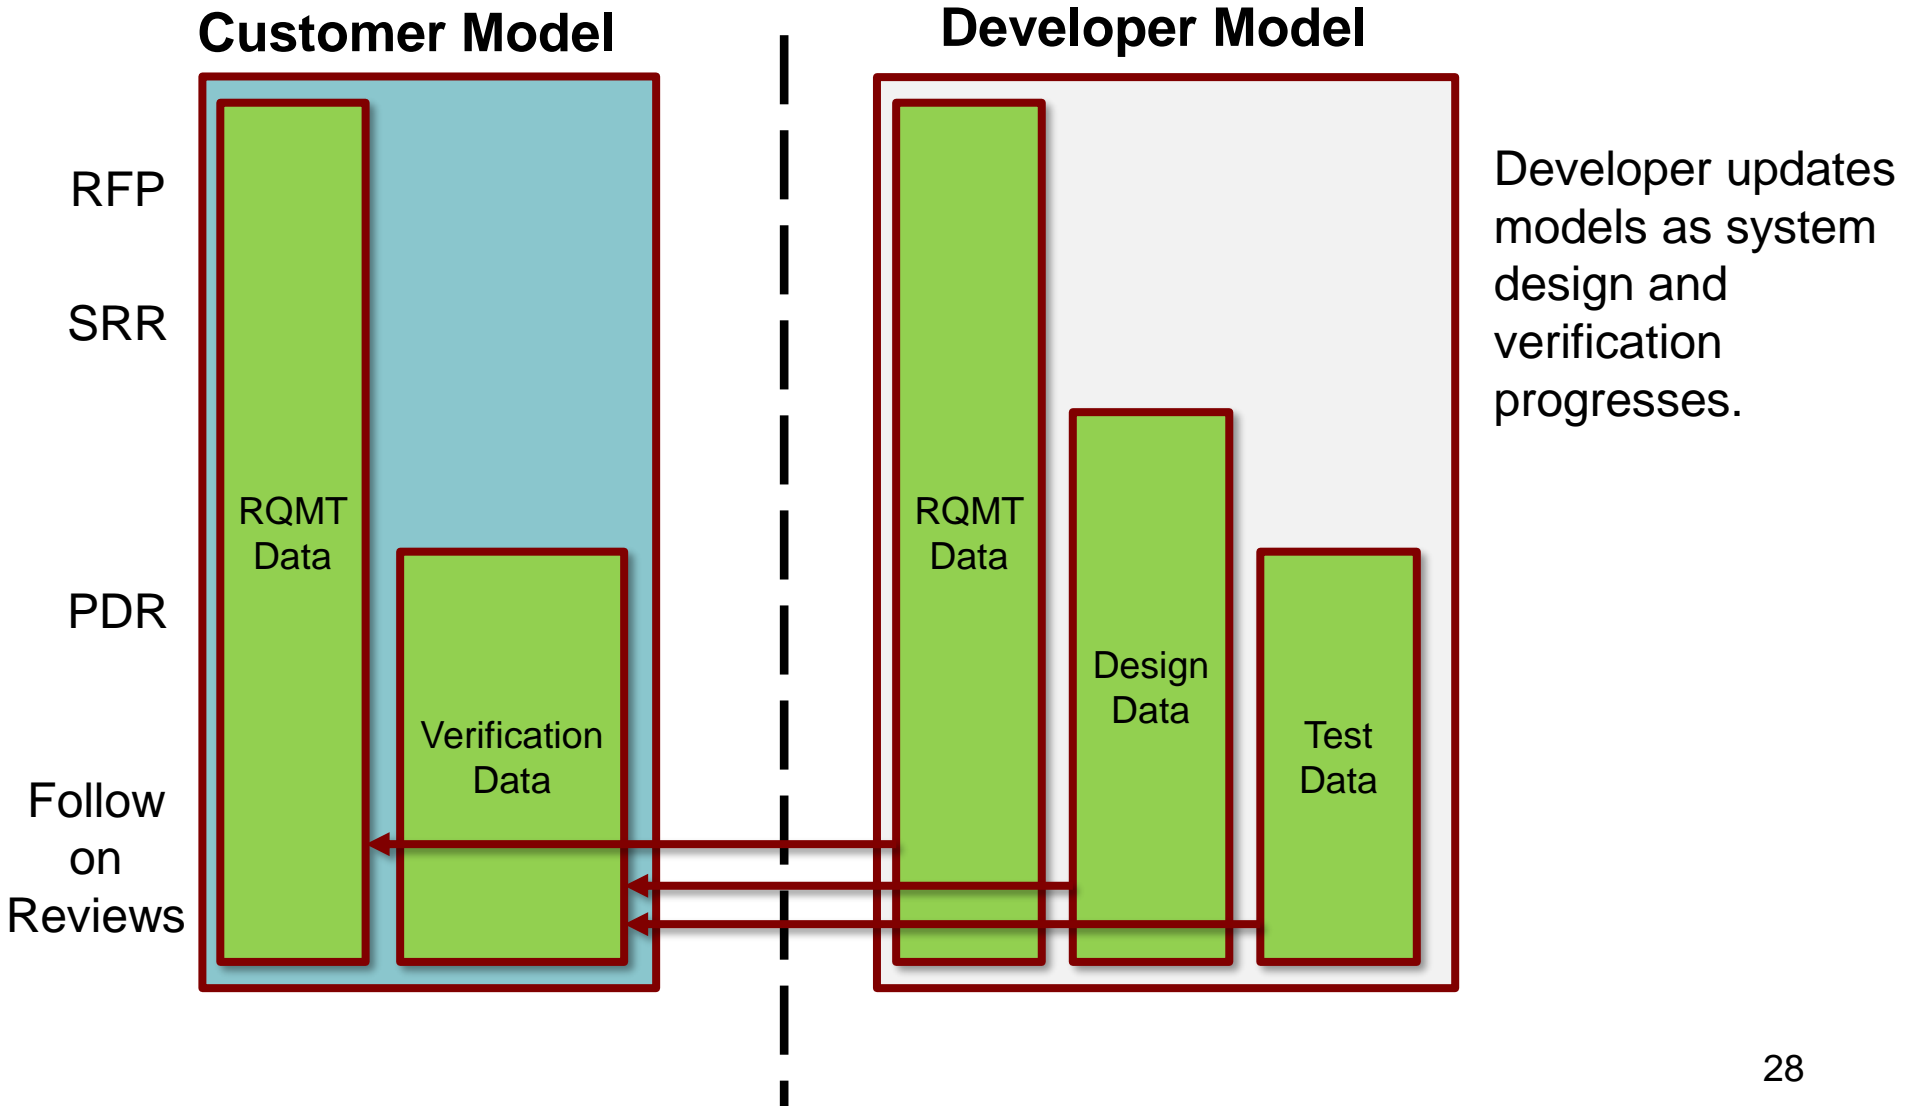 Customer Model
Developer Model
RFP
SRR
PDR
Follow
on
Reviews
RQMT
Data
Verification
Data
RQMT
Data
Design
Data
Test
Data
Developer updates
models as system
design and
verification
progresses.
28